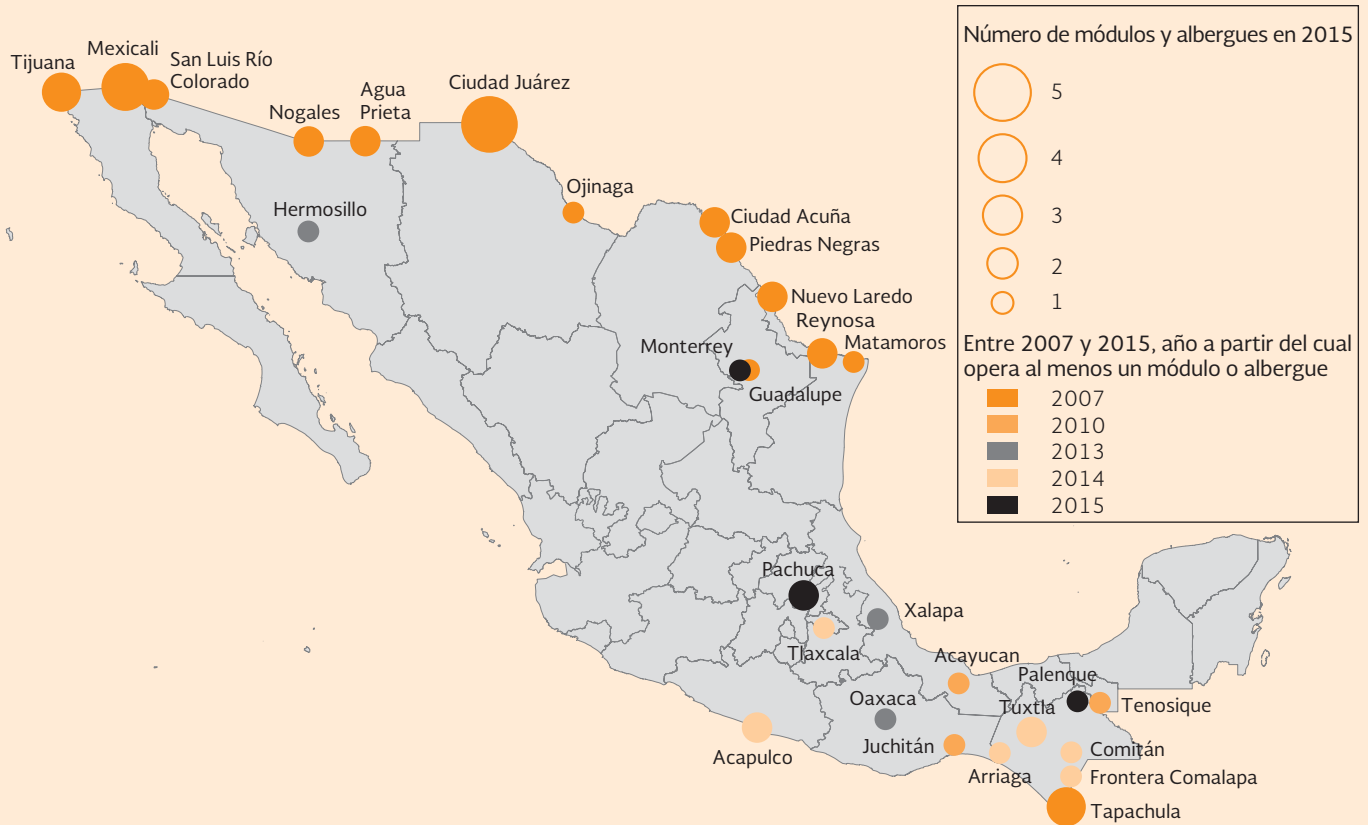 Número de módulos y albergues en 2015
5
4
3
2
1
Entre 2007 y 2015, año a partir del cual
opera al menos un módulo o albergue
2007
2010
2013
2014
2015
Tijuana
Mexicali
San Luis Río
Colorado
Nogales
Agua
Prieta
Ciudad Juárez
Hermosillo
Ojinaga
Ciudad Acuña
Piedras Negras
Nuevo Laredo
Reynosa
Matamoros
Monterrey
Guadalupe
Pachuca
Tlaxcala
Xalapa
Acayucan
Palenque
Tenosique
Oaxaca
Tuxtla
Juchitán
Acapulco
Arriaga
Comitán
Frontera Comalapa
Tapachula